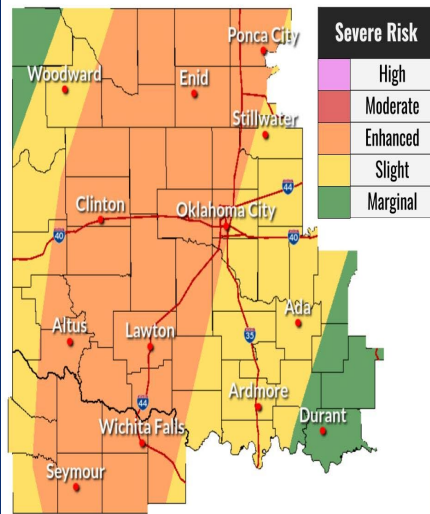 Severe Risk
High
Moderate
Enhanced
Slight
Marginal
Ponca City
Woodward
Enid
Stillwater
44
Clinton
Oklahoma City
40
40
Ada
Altus
Lawton
35
Ardmore
44
Durant
Wichita Falls
Seymour